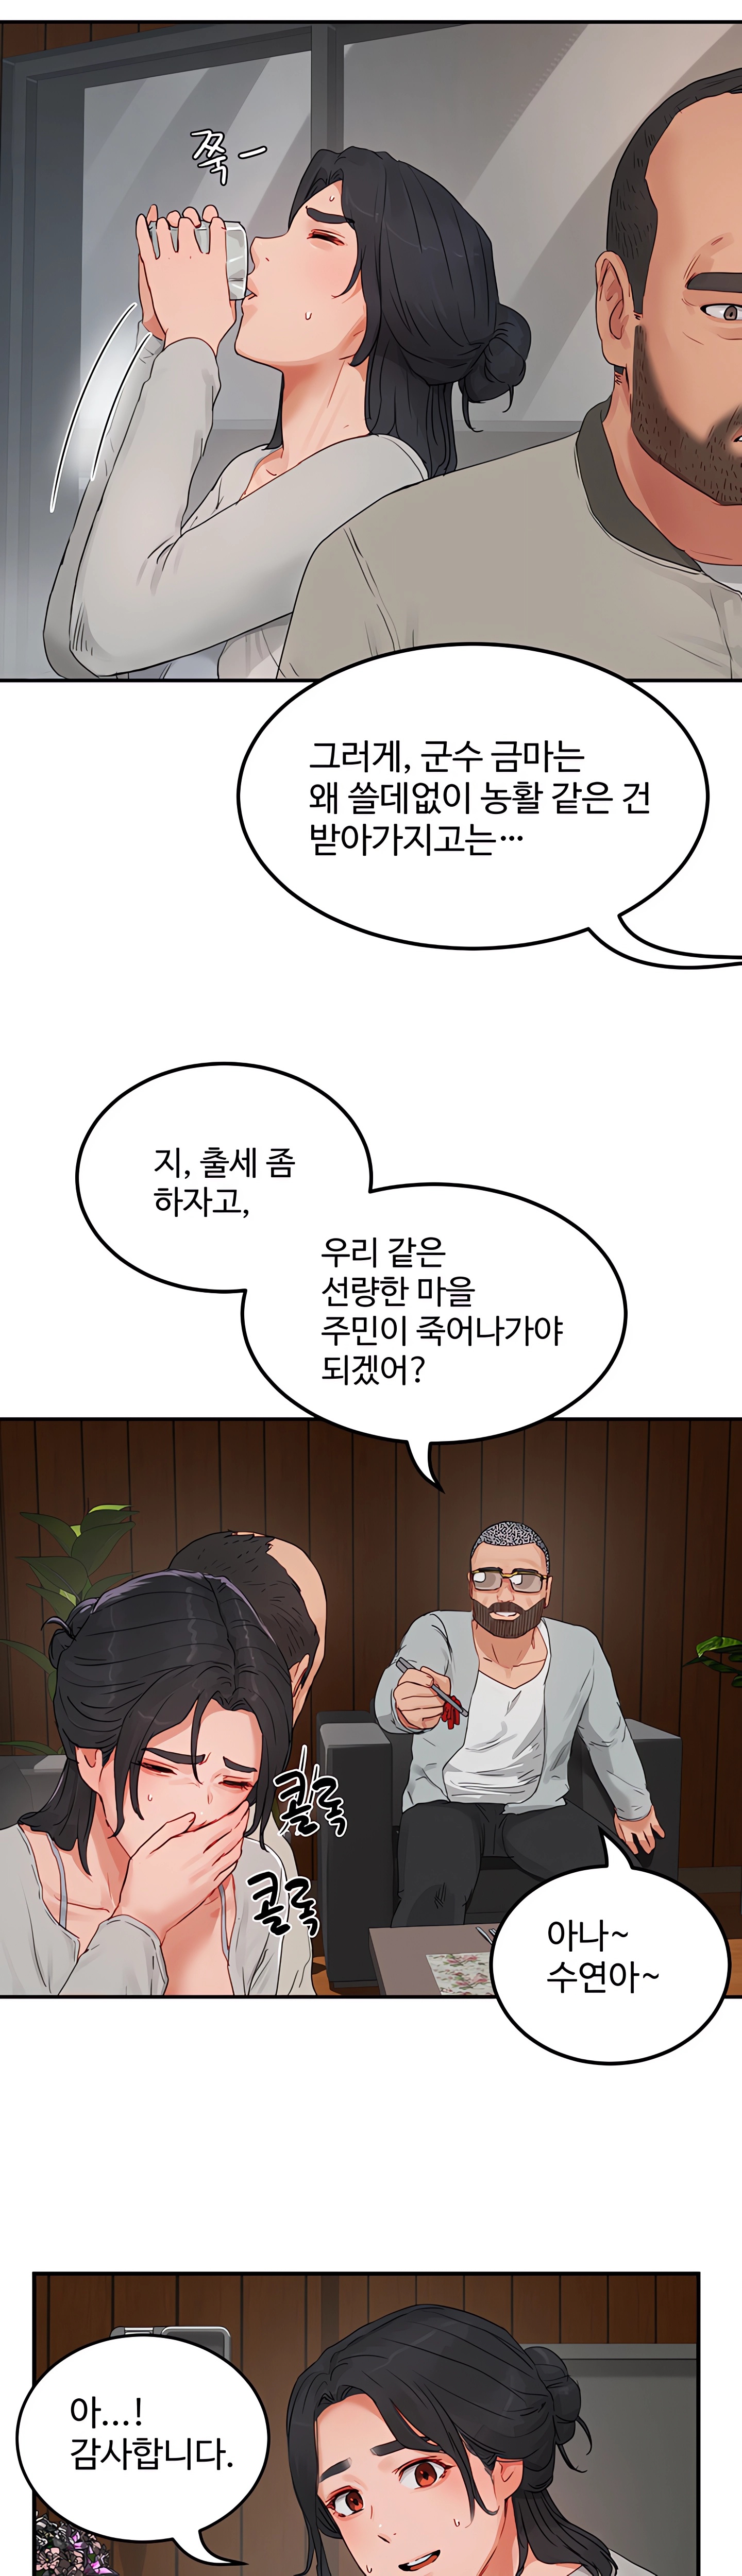 쭉~
그러게, 군수 금마는
왜 쓸데없이 농활 같은 건
받아가지고는…
지, 출세 좀
하자고,
우리 같은
선량한 마을
주민이 죽어나가야
되겠어?
콜록
콜록
아나~
수연아~
아...!
감사합니다.